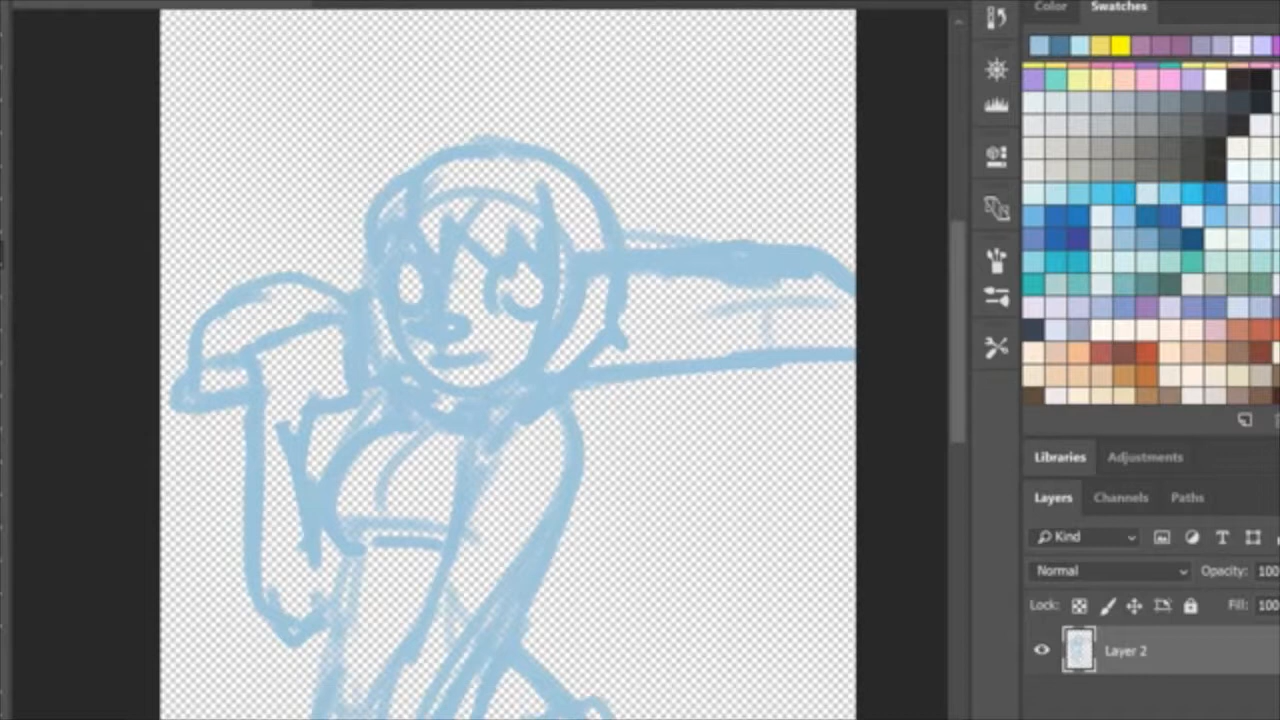 Color Swatches
Libraries Adjustments
Layers Channels Paths
Kind
Normal Opacity: 100
Lock: Fill: 100
Layer 2